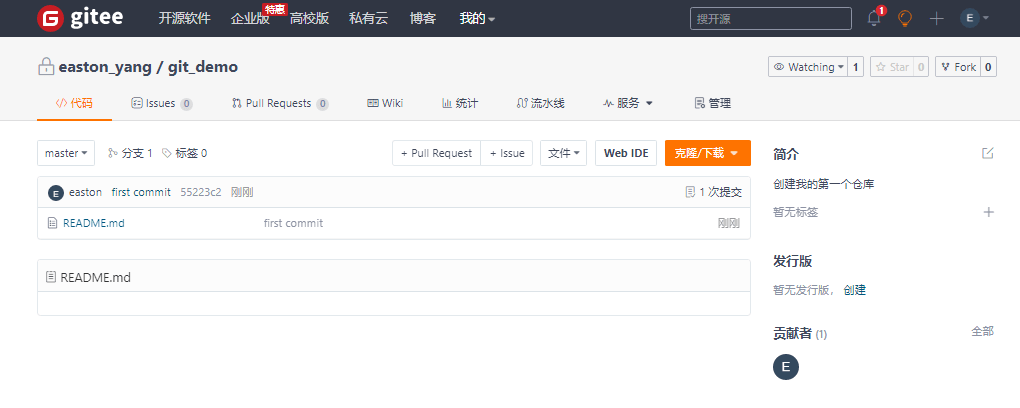 gitee 开源软件 企业版 特惠 高校版 私有云 博客 我的 搜开源 1 E
easton_yang / git_demo Watching 1 Star 0 Fork 0
代码 Issues 0 Pull Requests 0 Wiki 统计 流水线 服务 管理
master 分支 1 标签 0 + Pull Request + Issue 文件 Web IDE 克隆/下载
E easton first commit 55223c2 刚刚 1 次提交
README.md first commit 刚刚
README.md
简介
创建我的第一个仓库
暂无标签
发行版
暂无发行版， 创建
贡献者 (1) 全部
E